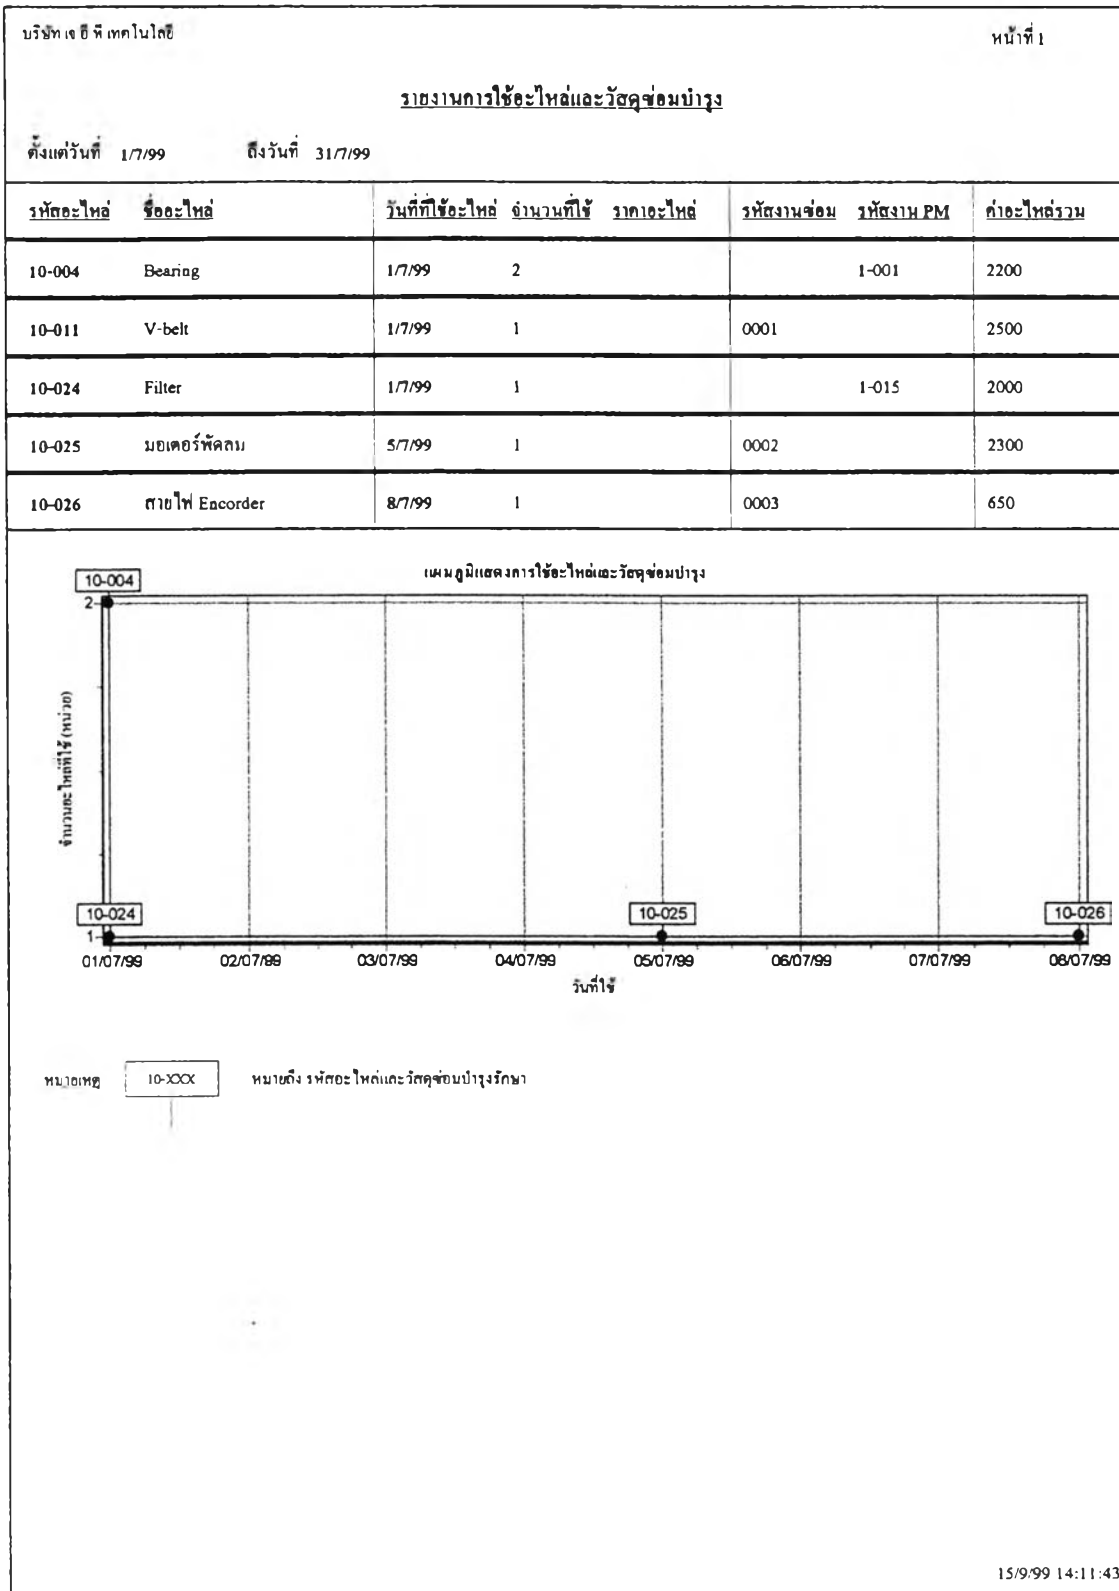 บริษัท เจ อี พี เทคโนโลยี
หน้าที่ 1
รายงานการใช้อะไหล่และวัสดุซ่อมบำรุง
ตั้งแต่วันที่ 1/7/99 ถึงวันที่ 31/7/99
รหัสอะไหล่ ชื่ออะไหล่ วันที่ที่ใช้อะไหล่ จำนวนที่ใช้ ราคาอะไหล่ รหัสงานซ่อม รหัสงาน PM ค่าอะไหล่รวม
10-004 Bearing 1/7/99 2 1-001 2200
10-011 V-belt 1/7/99 1 0001 2500
10-024 Filter 1/7/99 1 1-015 2000
10-025 มอเตอร์พัดลม 5/7/99 1 0002 2300
10-026 สายไฟ Encorder 8/7/99 1 0003 650
แผนภูมิแสดงการใช้อะไหล่และวัสดุซ่อมบำรุง
10-004
2
จำนวนอะไหล่ที่ใช้ (หน่วย)
10-024 10-025 10-026
1
01/07/99 02/07/99 03/07/99 04/07/99 05/07/99 06/07/99 07/07/99 08/07/99
วันที่ใช้
หมายเหตุ 10-XXX หมายถึง รหัสอะไหล่และวัสดุซ่อมบำรุงรักษา
15/9/99 14:11:43